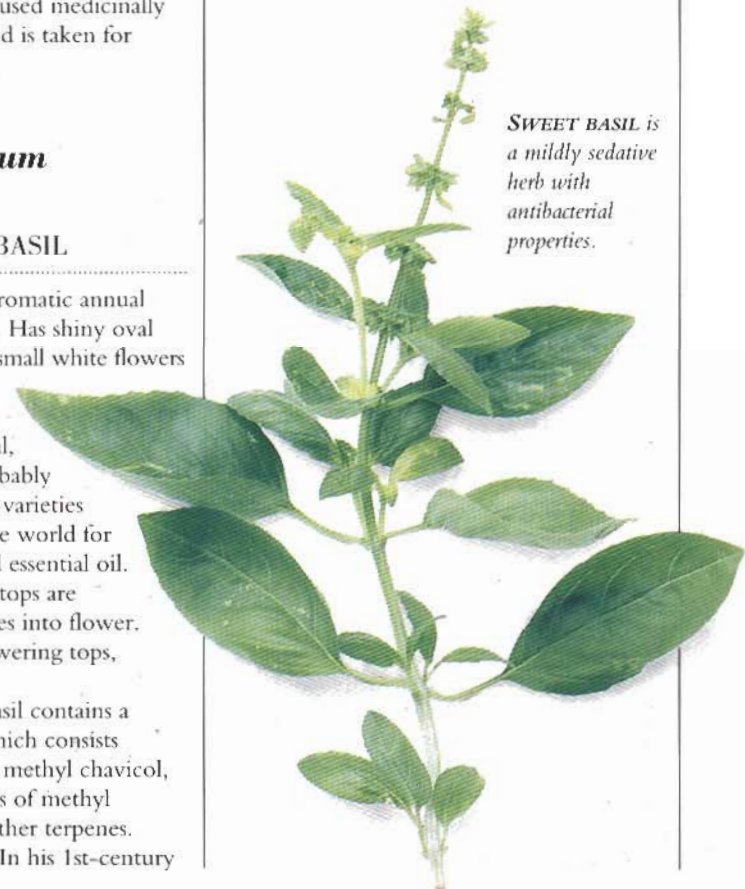 used medicinally
d is taken for
um
BASIL
romatic annual
Has shiny oval
small white flowers
l,
bably
varieties
e world for
l essential oil.
tops are
es into flower.
wering tops,
asil contains a
hich consists
methyl chavicol,
s of methyl
ther terpenes.
In his 1st-century
SWEET BASIL is
a mildly sedative
herb with
antibacterial
properties.